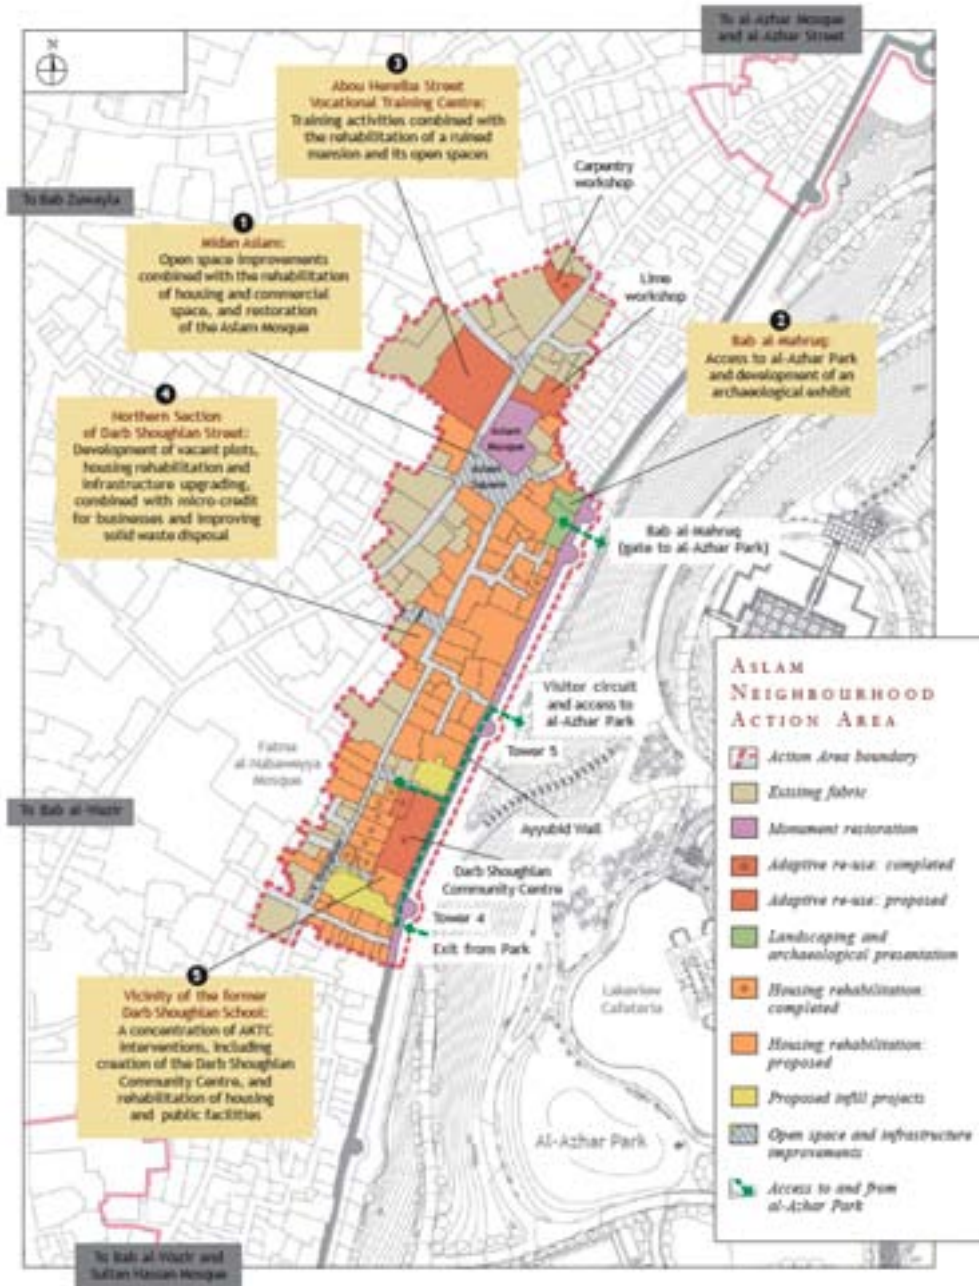 To al-Azhar Mosque
and al-Azhar Street
N
3
Abou Hereiba Street
Vocational Training Centre:
Training activities combined with
the rehabilitation of a ruined
mansion and its open spaces
Carpentry
workshop
To Bab Zuwayla
1
Midan Aslam:
Open space improvements
combined with the rehabilitation
of housing and commercial
space, and restoration
of the Aslam Mosque
Lime
workshop
2
Bab al-Mahruq:
Access to al-Azhar Park
and development of an
archaeological exhibit
4
Northern Section
of Darb Shoughlan Street:
Development of vacant plots,
housing rehabilitation and
infrastructure upgrading,
combined with micro-credit
for businesses and improving
solid waste disposal
Aslam
Mosque
Aslam
Square
Bab al-Mahruq
(gate to al-Azhar Park)
Visitor circuit
and access to
al-Azhar Park
Tower 5
Fatma
al-Nabawiyya
Mosque
To Bab al-Wazir
Ayyubid Wall
Darb Shoughlan
Community Centre
Tower 4
Exit from Park
5
Vicinity of the former
Darb Shoughlan School:
A concentration of AKTC
interventions, including
creation of the Darb Shoughlan
Community Centre, and
rehabilitation of housing
and public facilities
Lakeview
Cafeteria
Al-Azhar Park
To Bab al-Wazir and
Sultan Hassan Mosque
ASLAM
NEIGHBOURHOOD
ACTION AREA
Action Area boundary
Existing fabric
Monument restoration
Adaptive re-use: completed
Adaptive re-use: proposed
Landscaping and
archaeological presentation
Housing rehabilitation:
completed
Housing rehabilitation:
proposed
Proposed infill projects
Open space and infrastructure
improvements
Access to and from
al-Azhar Park